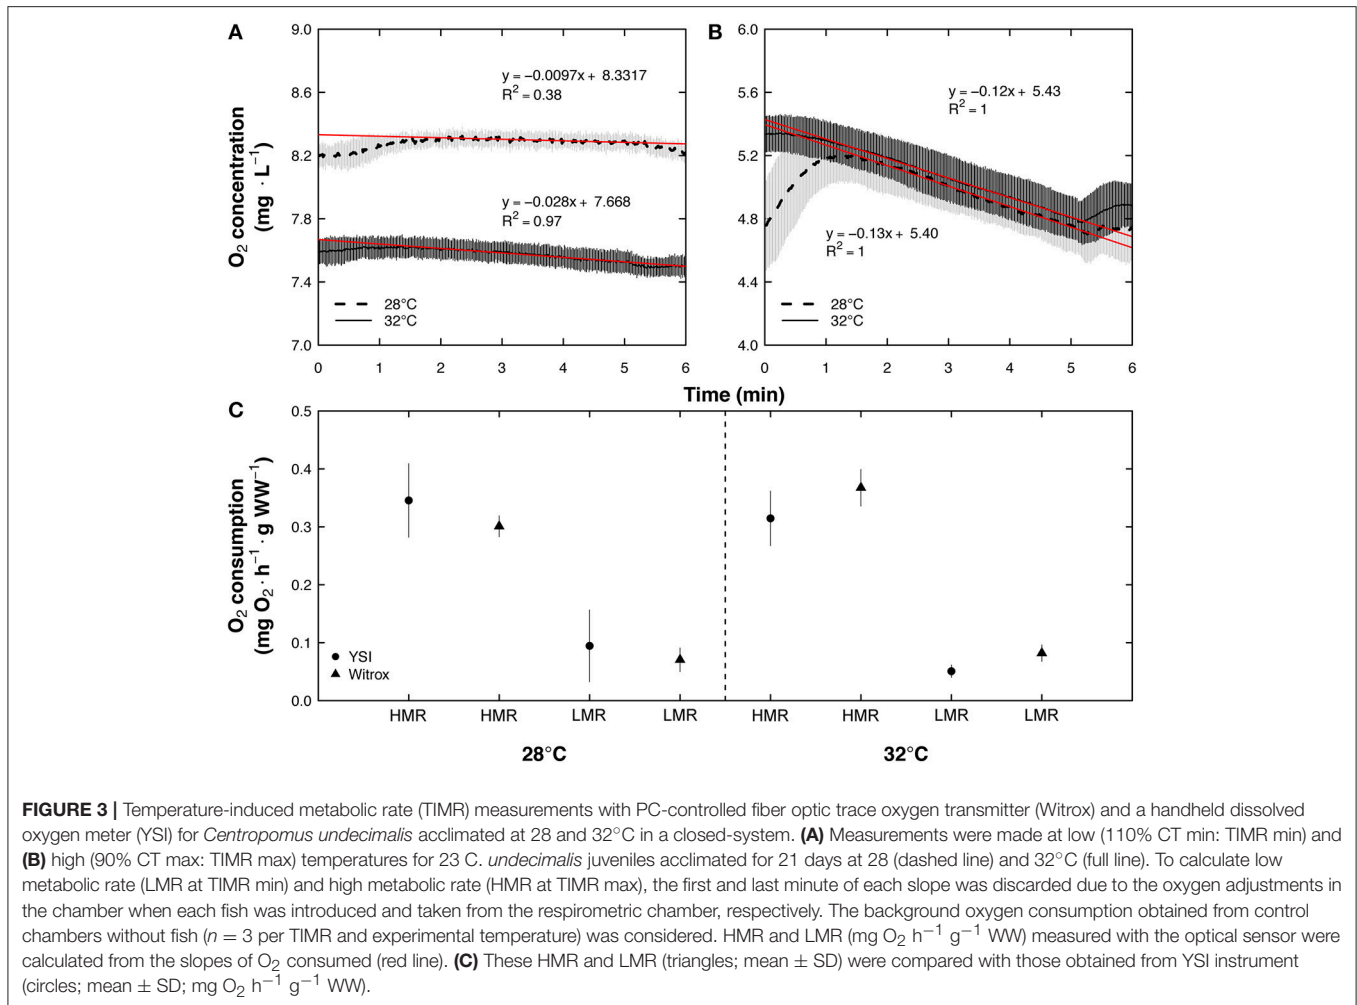 A
B
9.0
8.6
8.2
7.8
7.4
7.0
O₂ concentration
(mg · L⁻¹)
y = −0.0097x + 8.3317
R² = 0.38
y = −0.028x + 7.668
R² = 0.97
28°C
32°C
0 1 2 3 4 5 6
6.0
5.6
5.2
4.8
4.4
4.0
y = −0.12x + 5.43
R² = 1
y = −0.13x + 5.40
R² = 1
28°C
32°C
0 1 2 3 4 5 6
Time (min)
C
0.5
0.4
0.3
0.2
0.1
0.0
O₂ consumption
(mg O₂ · h⁻¹ · g WW⁻¹)
YSI
Witrox
HMR HMR LMR LMR HMR HMR LMR LMR
28°C 32°C
FIGURE 3 | Temperature-induced metabolic rate (TIMR) measurements with PC-controlled fiber optic trace oxygen transmitter (Witrox) and a handheld dissolved
oxygen meter (YSI) for Centropomus undecimalis acclimated at 28 and 32°C in a closed-system. (A) Measurements were made at low (110% CT min: TIMR min) and
(B) high (90% CT max: TIMR max) temperatures for 23 C. undecimalis juveniles acclimated for 21 days at 28 (dashed line) and 32°C (full line). To calculate low
metabolic rate (LMR at TIMR min) and high metabolic rate (HMR at TIMR max), the first and last minute of each slope was discarded due to the oxygen adjustments in
the chamber when each fish was introduced and taken from the respirometric chamber, respectively. The background oxygen consumption obtained from control
chambers without fish (n = 3 per TIMR and experimental temperature) was considered. HMR and LMR (mg O₂ h⁻¹ g⁻¹ WW) measured with the optical sensor were
calculated from the slopes of O₂ consumed (red line). (C) These HMR and LMR (triangles; mean ± SD) were compared with those obtained from YSI instrument
(circles; mean ± SD; mg O₂ h⁻¹ g⁻¹ WW).